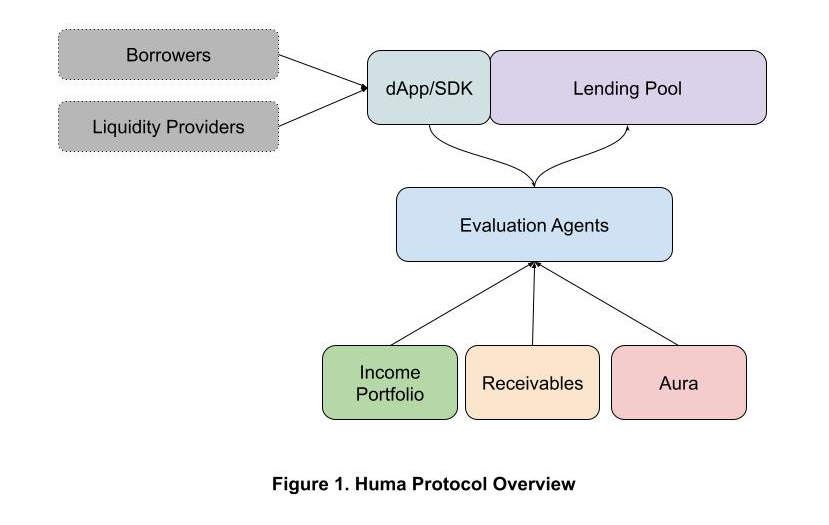 Borrowers
Liquidity Providers
dApp/SDK
Lending Pool
Evaluation Agents
Income
Portfolio
Receivables
Aura
Figure 1. Huma Protocol Overview